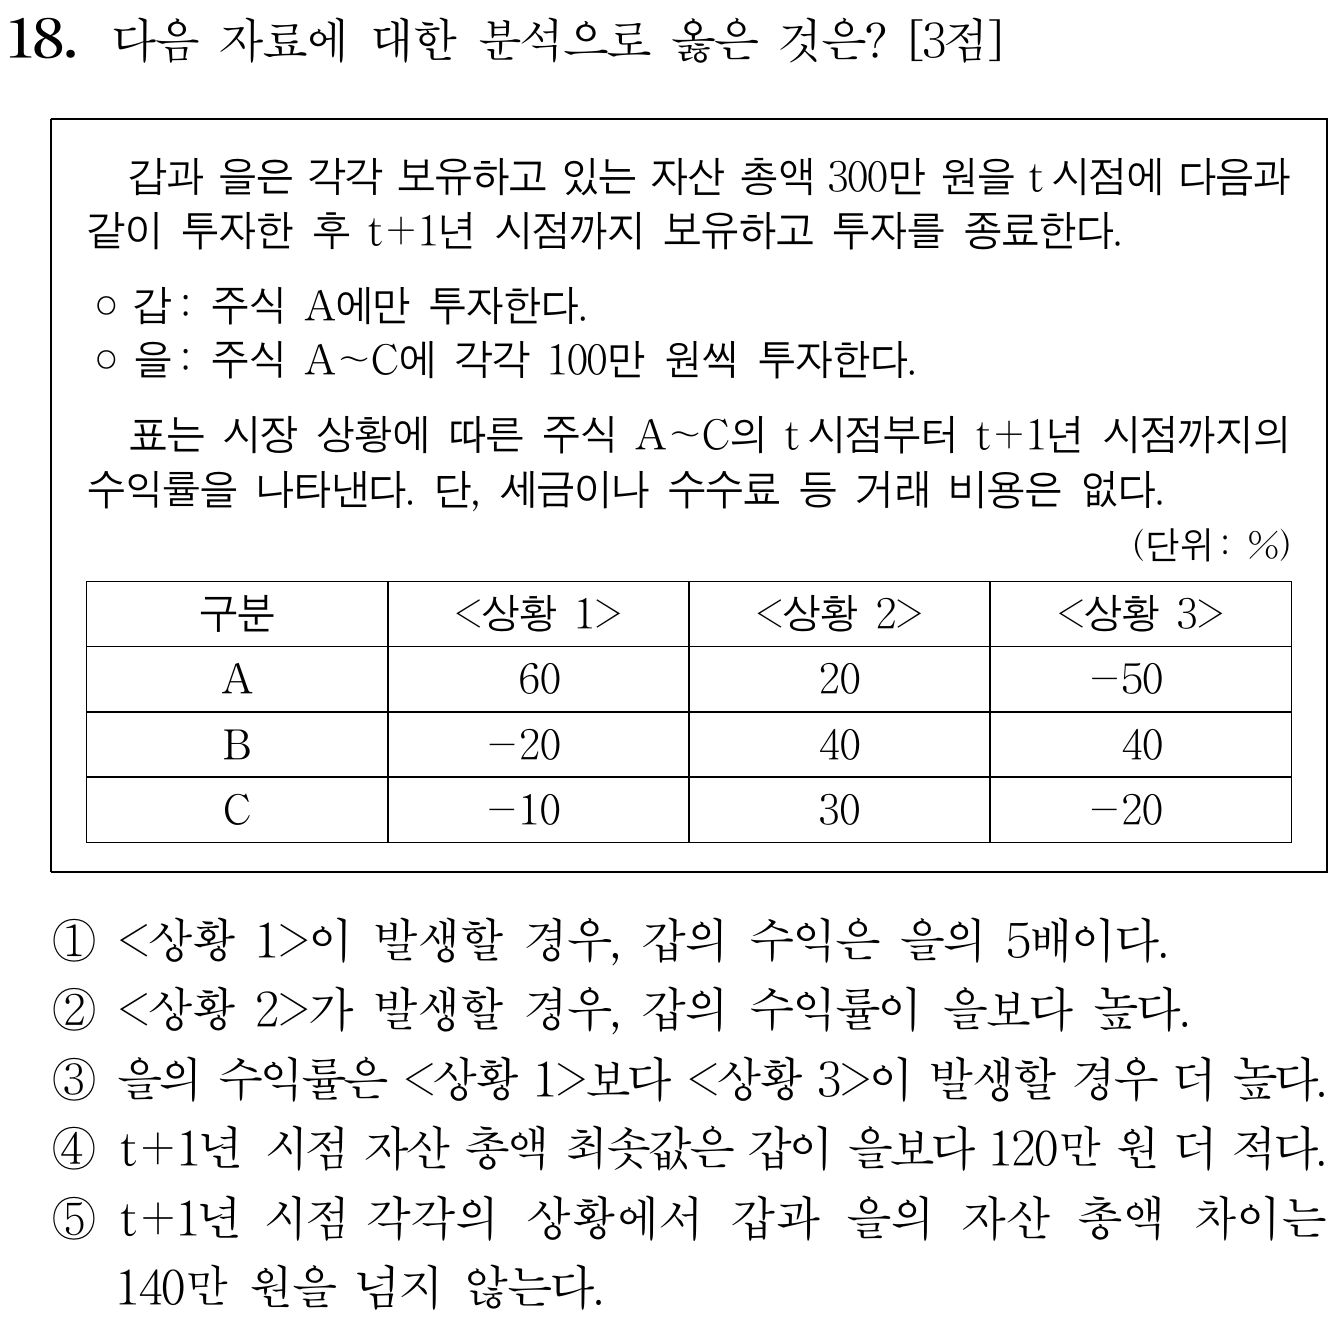 18. 다음 자료에 대한 분석으로 옳은 것은? [3점]
갑과 을은 각각 보유하고 있는 자산 총액 300만 원을 t시점에 다음과
같이 투자한 후 t+1년 시점까지 보유하고 투자를 종료한다.
○ 갑: 주식 A에만 투자한다.
○ 을: 주식 A~C에 각각 100만 원씩 투자한다.
표는 시장 상황에 따른 주식 A~C의 t시점부터 t+1년 시점까지의
수익률을 나타낸다. 단, 세금이나 수수료 등 거래 비용은 없다.
(단위: %)
구분 <상황 1> <상황 2> <상황 3>
A 60 20 -50
B -20 40 40
C -10 30 -20
① <상황 1>이 발생할 경우, 갑의 수익은 을의 5배이다.
② <상황 2>가 발생할 경우, 갑의 수익률이 을보다 높다.
③ 을의 수익률은 <상황 1>보다 <상황 3>이 발생할 경우 더 높다.
④ t+1년 시점 자산 총액 최솟값은 갑이 을보다 120만 원 더 적다.
⑤ t+1년 시점 각각의 상황에서 갑과 을의 자산 총액 차이는
140만 원을 넘지 않는다.